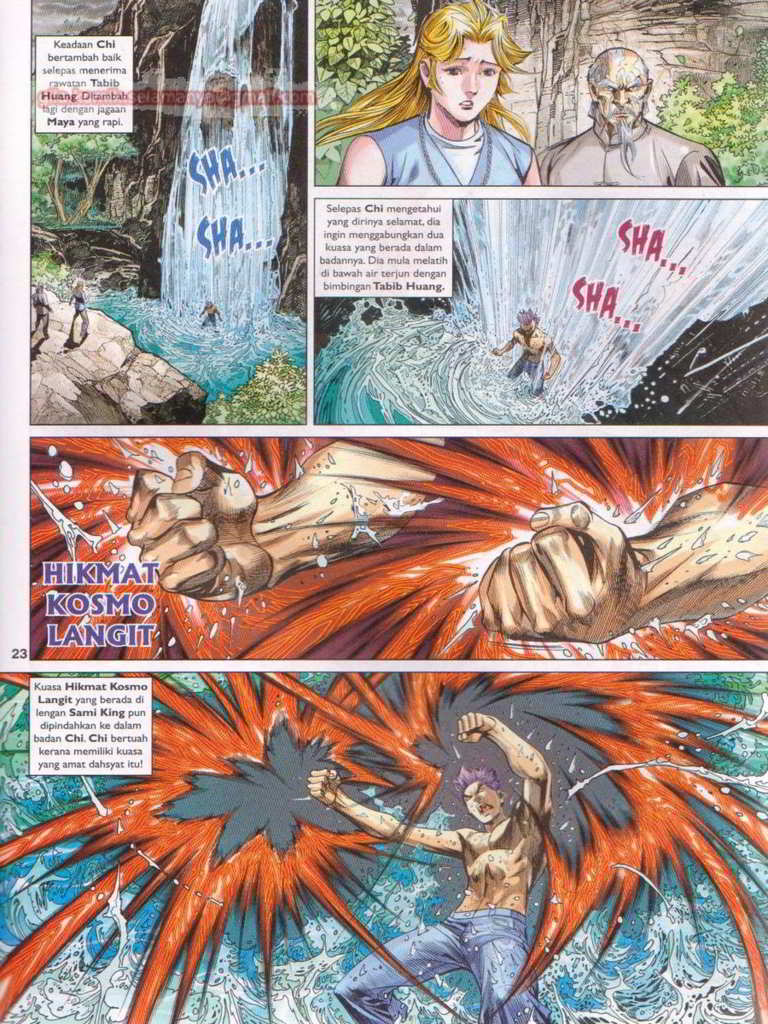 Keadaan Chi
bertambah baik
selepas menerima
rawatan Tabib
Huang. Ditambah
lagi dengan jagaan
Maya yang rapi.
SHA...
SHA...
Selepas Chi mengetahui
yang dirinya selamat, dia
ingin menggabungkan dua
kuasa yang berada dalam
badannya. Dia mula melatih
di bawah air terjun dengan
bimbingan Tabib Huang.
SHA...
SHA...
HIKMAT
KOSMO
LANGIT
23
Kuasa Hikmat Kosmo
Langit yang berada di
lengan Sami King pun
dipindahkan ke dalam
badan Chi. Chi bertuah
kerana memiliki kuasa
yang amat dahsyat itu!